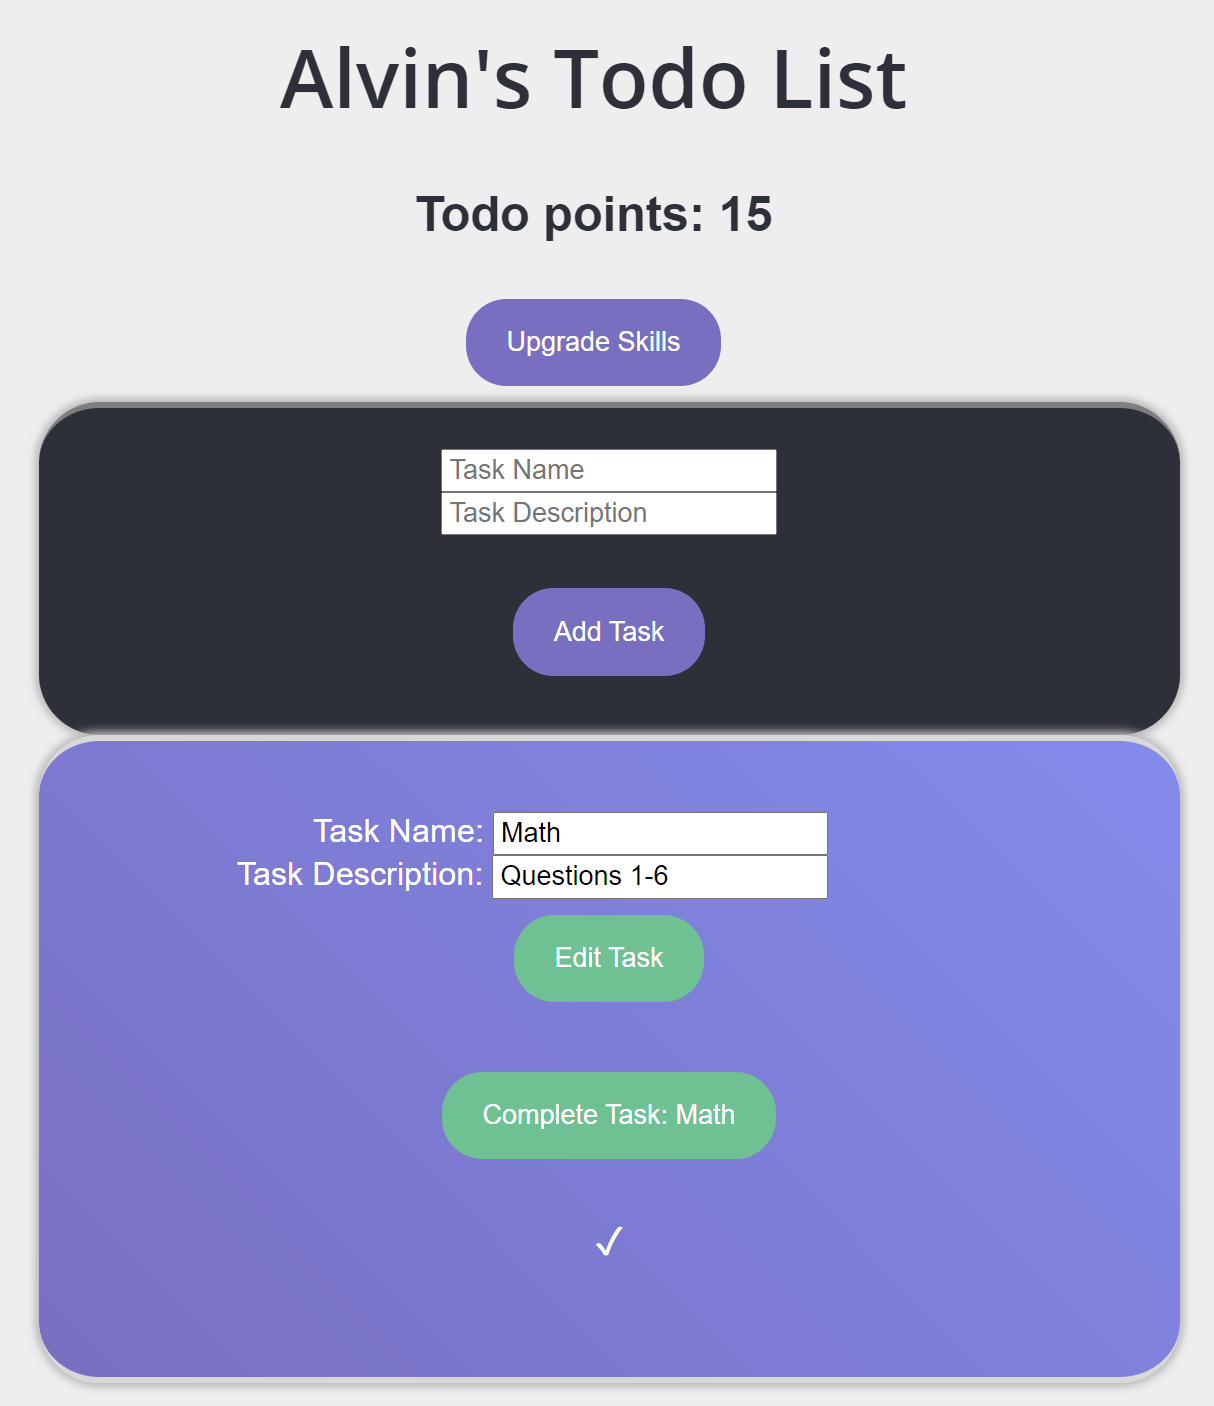 Alvin's Todo List
Todo points: 15
Upgrade Skills
Task Name
Task Description
Add Task
Task Name: Math
Task Description: Questions 1-6
Edit Task
Complete Task: Math
✓